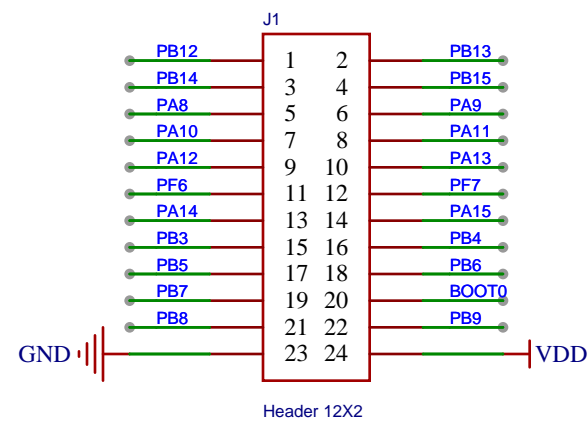 J1
PB12 1 2 PB13
PB14 3 4 PB15
PA8 5 6 PA9
PA10 7 8 PA11
PA12 9 10 PA13
PF6 11 12 PF7
PA14 13 14 PA15
PB3 15 16 PB4
PB5 17 18 PB6
PB7 19 20 BOOT0
PB8 21 22 PB9
GND 23 24 VDD
Header 12X2